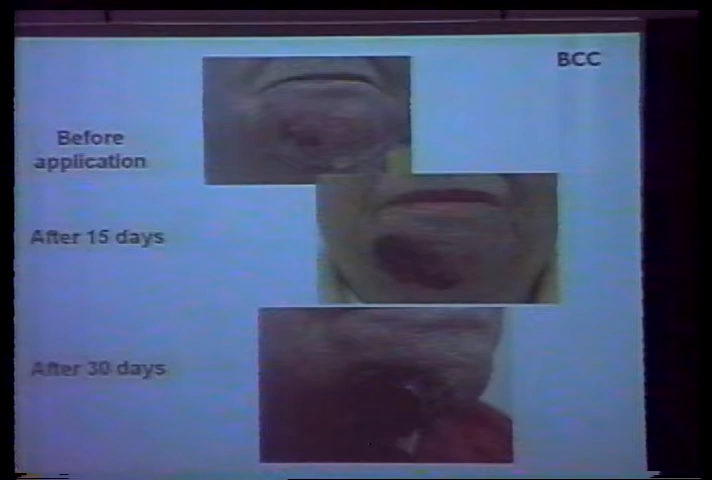 BCC
Before
application
After 15 days
After 30 days